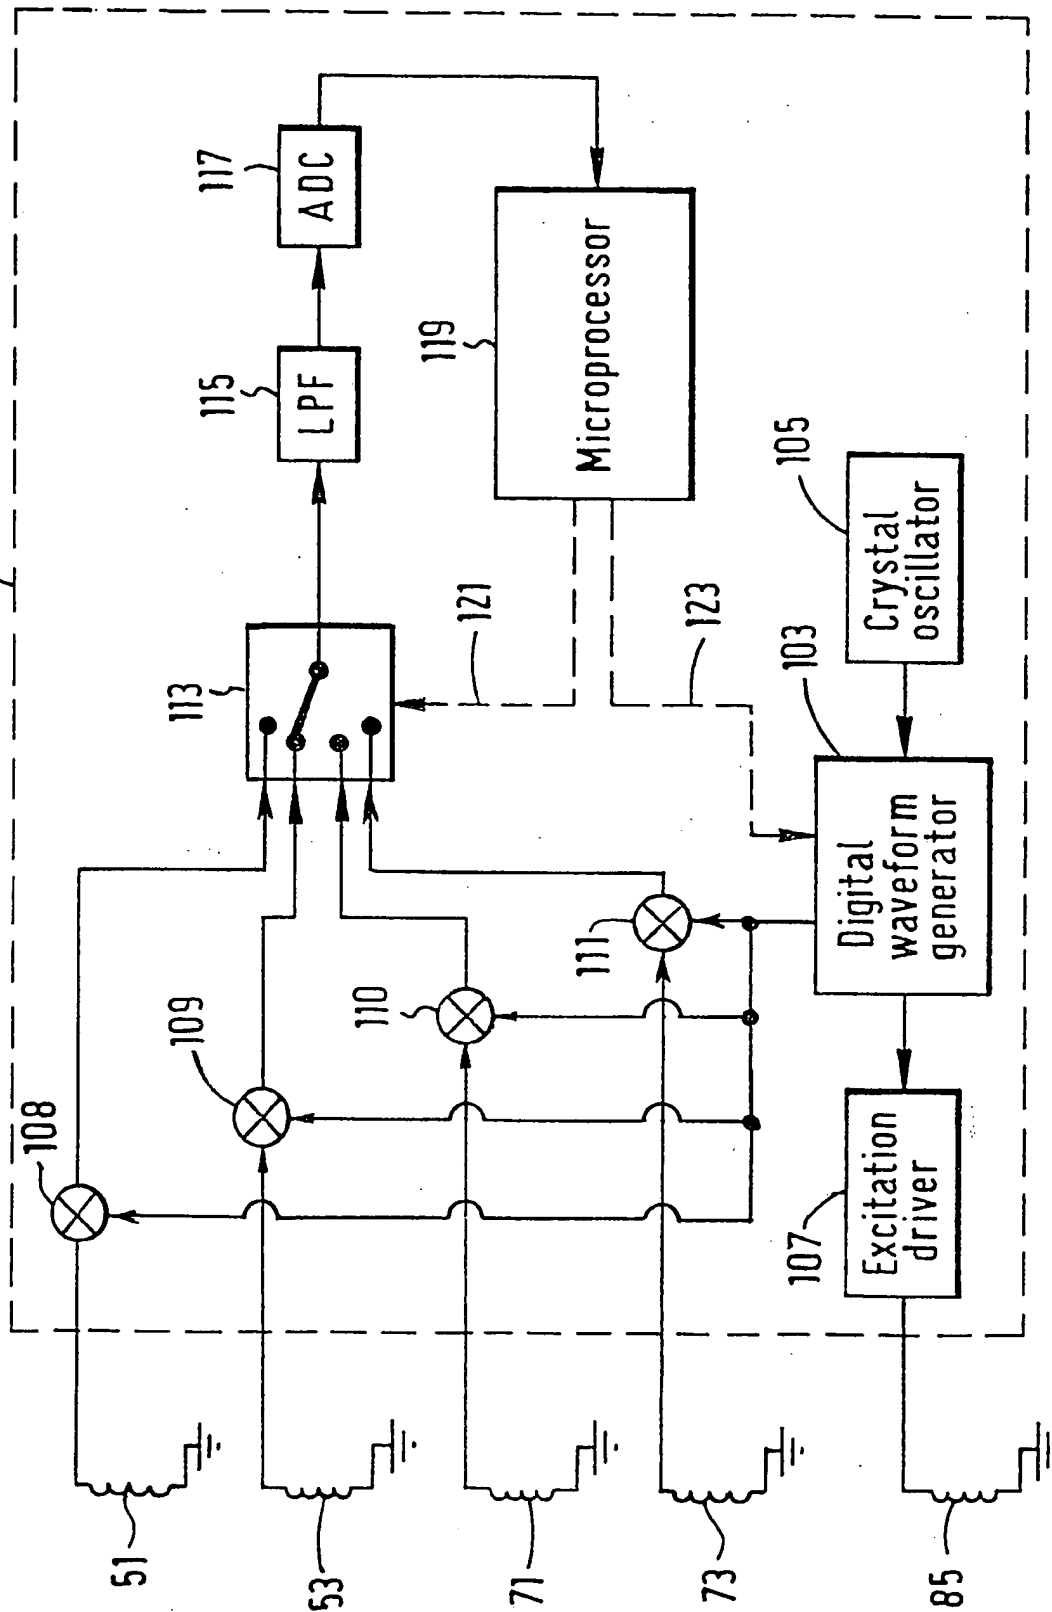 117
ADC
115
LPF
119
Microprocessor
105
Crystal
oscillator
113
121
123
103
Digital
waveform
generator
111
110
109
108
107
Excitation
driver
51
53
71
73
85